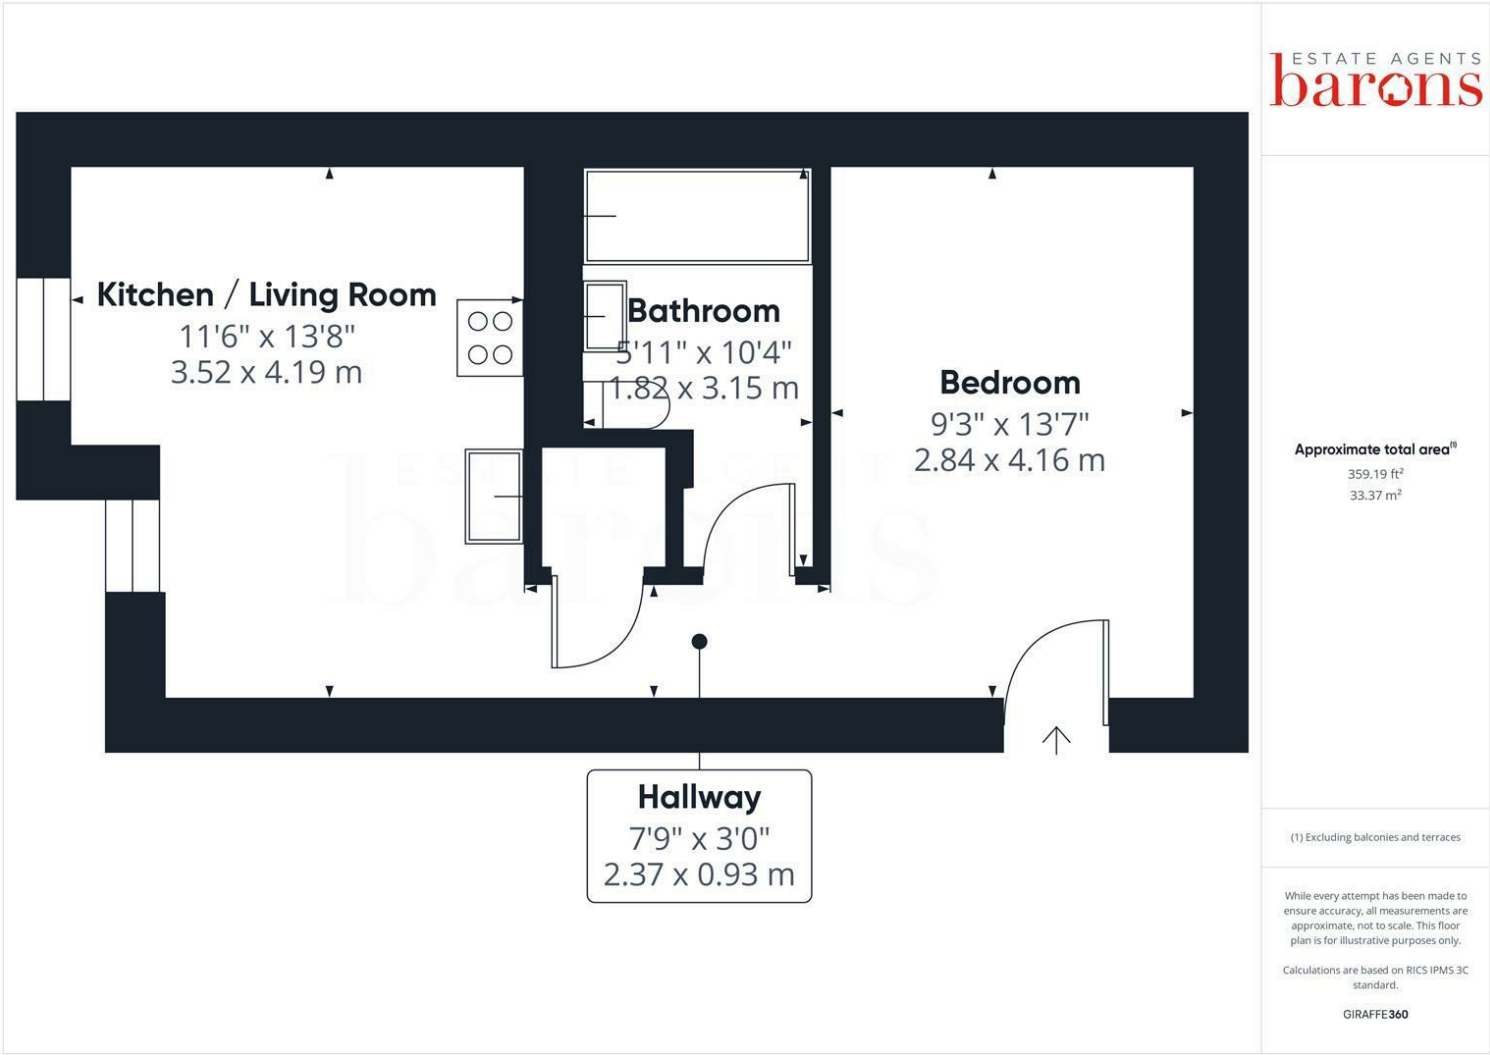 Kitchen / Living Room
11'6" x 13'8"
3.52 x 4.19 m
Bathroom
5'11" x 10'4"
1.82 x 3.15 m
Bedroom
9'3" x 13'7"
2.84 x 4.16 m
ESTATE AGENTS
barons
Hallway
7'9" x 3'0"
2.37 x 0.93 m
ESTATE AGENTS
barons
Approximate total area(1)
359.19 ft²
33.37 m²
(1) Excluding balconies and terraces
While every attempt has been made to
ensure accuracy, all measurements are
approximate, not to scale. This floor
plan is for illustrative purposes only.
Calculations are based on RICS IPMS 3C
standard.
GIRAFFE360